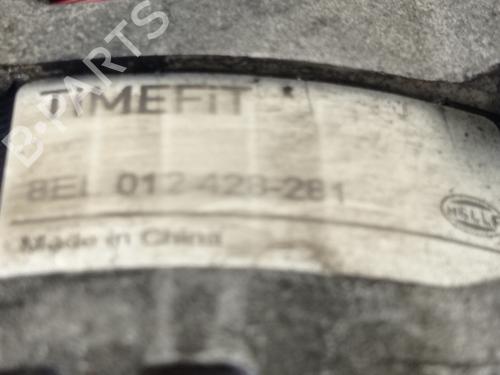 TIMEFiT
8EL 012 428-281
HELLA
Made in China
B-PARTS